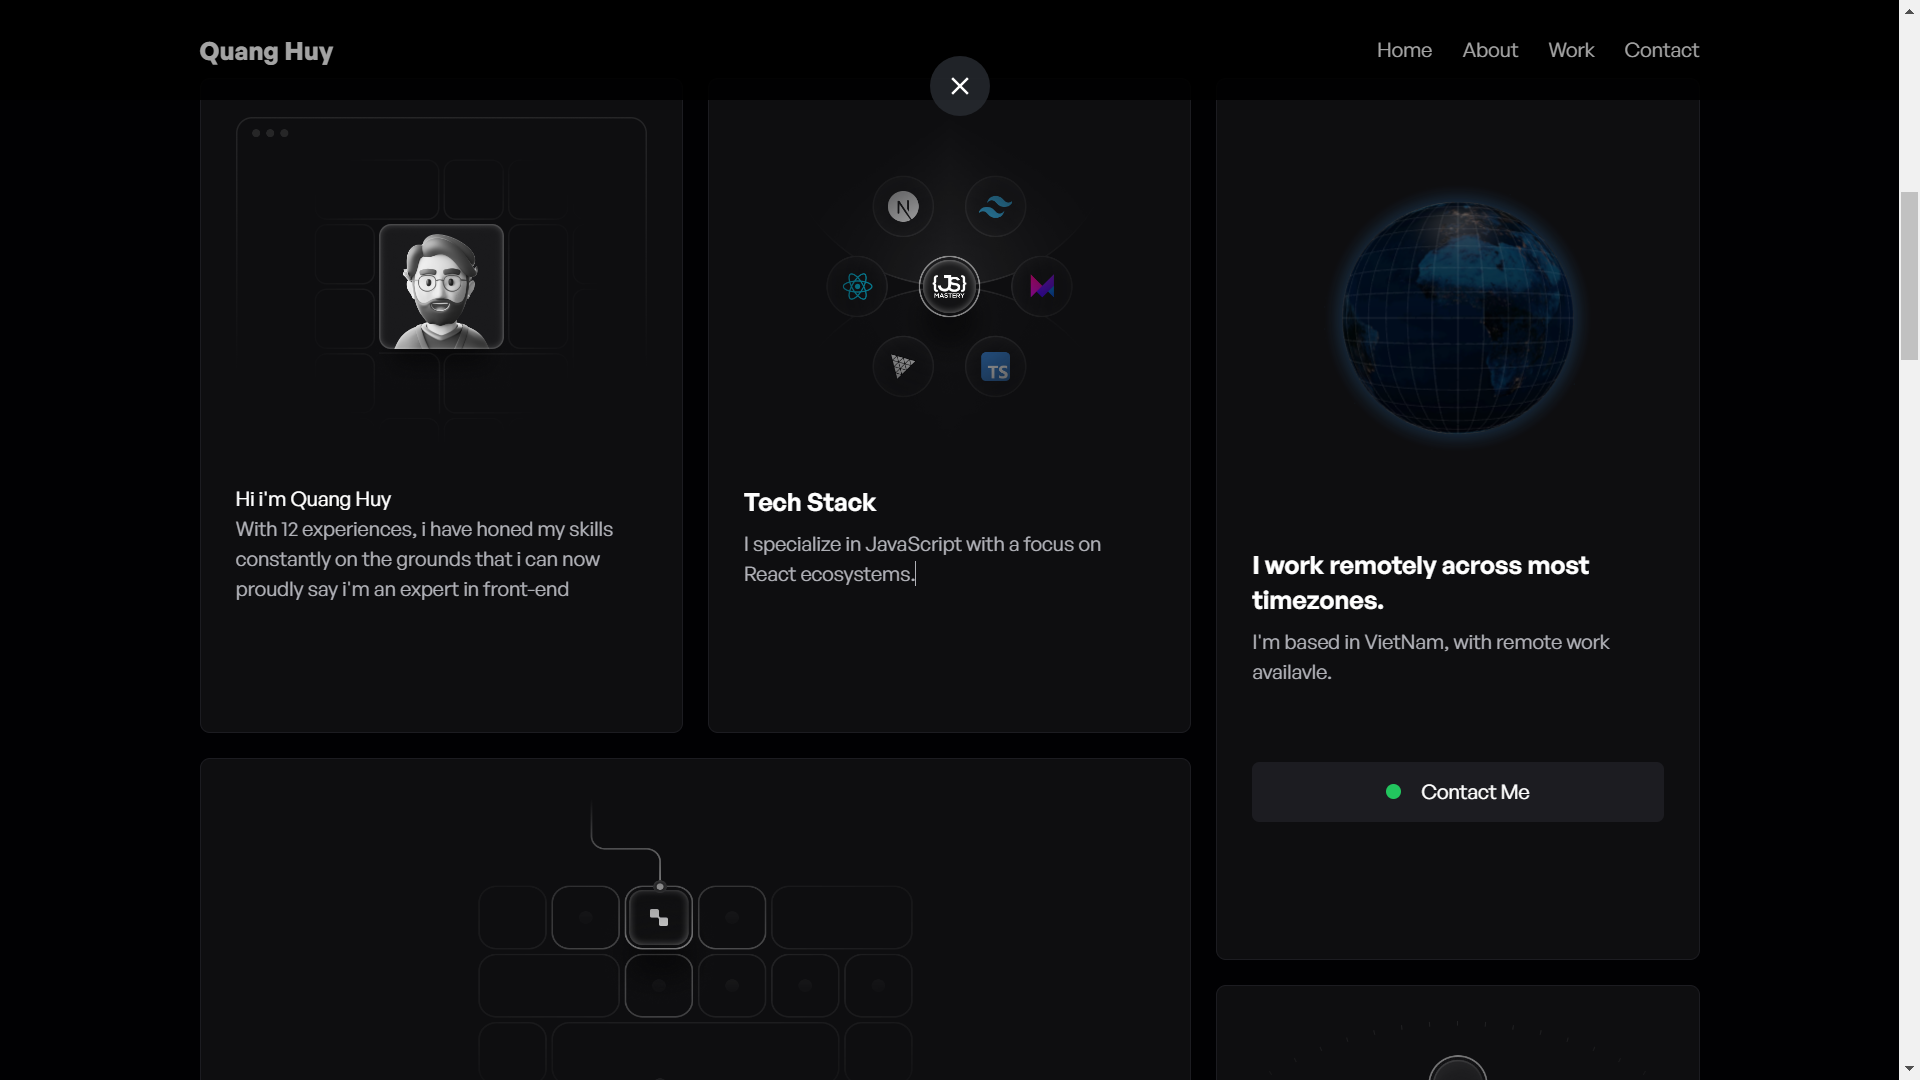 Quang Huy
Home About Work Contact
{JS}
MASTERY
TS
Hi i'm Quang Huy
With 12 experiences, i have honed my skills
constantly on the grounds that i can now
proudly say i'm an expert in front-end
Tech Stack
I specialize in JavaScript with a focus on
React ecosystems.
I work remotely across most
timezones.
I'm based in VietNam, with remote work
availavle.
Contact Me